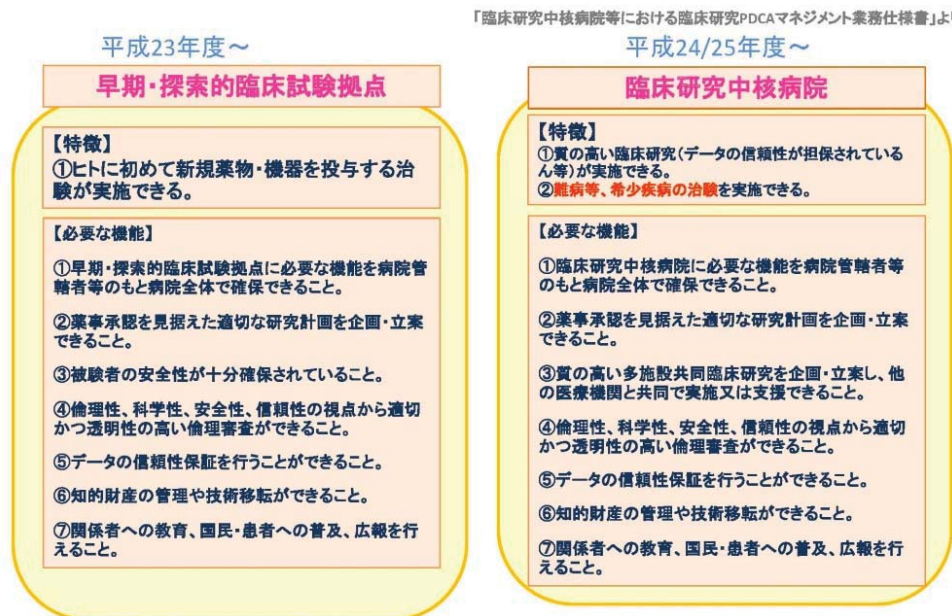 「臨床研究中核病院等における臨床研究PDCAマネジメント業務仕様書」よ
平成23年度～
早期・探索的臨床試験拠点
【特徴】
①ヒトに初めて新規薬物・機器を投与する治
験が実施できる。
【必要な機能】
①早期・探索的臨床試験拠点に必要な機能を病院管
轄者等のもと病院全体で確保できること。
②薬事承認を見据えた適切な研究計画を企画・立案
できること。
③被験者の安全性が十分確保されていること。
④倫理性、科学性、安全性、信頼性の視点から適切
かつ透明性の高い倫理審査ができること。
⑤データの信頼性保証を行うことができること。
⑥知的財産の管理や技術移転ができること。
⑦関係者への教育、国民・患者への普及、広報を行
えること。
平成24/25年度～
臨床研究中核病院
【特徴】
①質の高い臨床研究（データの信頼性が担保されている
ん等）が実施できる。
②難病等、希少疾病の治験を実施できる。
【必要な機能】
①臨床研究中核病院に必要な機能を病院管轄者等
のもと病院全体で確保できること。
②薬事承認を見据えた適切な研究計画を企画・立案
できること。
③質の高い多施設共同臨床研究を企画・立案し、他
の医療機関と共同で実施又は支援できること。
④倫理性、科学性、安全性、信頼性の視点から適切
かつ透明性の高い倫理審査ができること。
⑤データの信頼性保証を行うことができること。
⑥知的財産の管理や技術移転ができること。
⑦関係者への教育、国民・患者への普及、広報を行
えること。